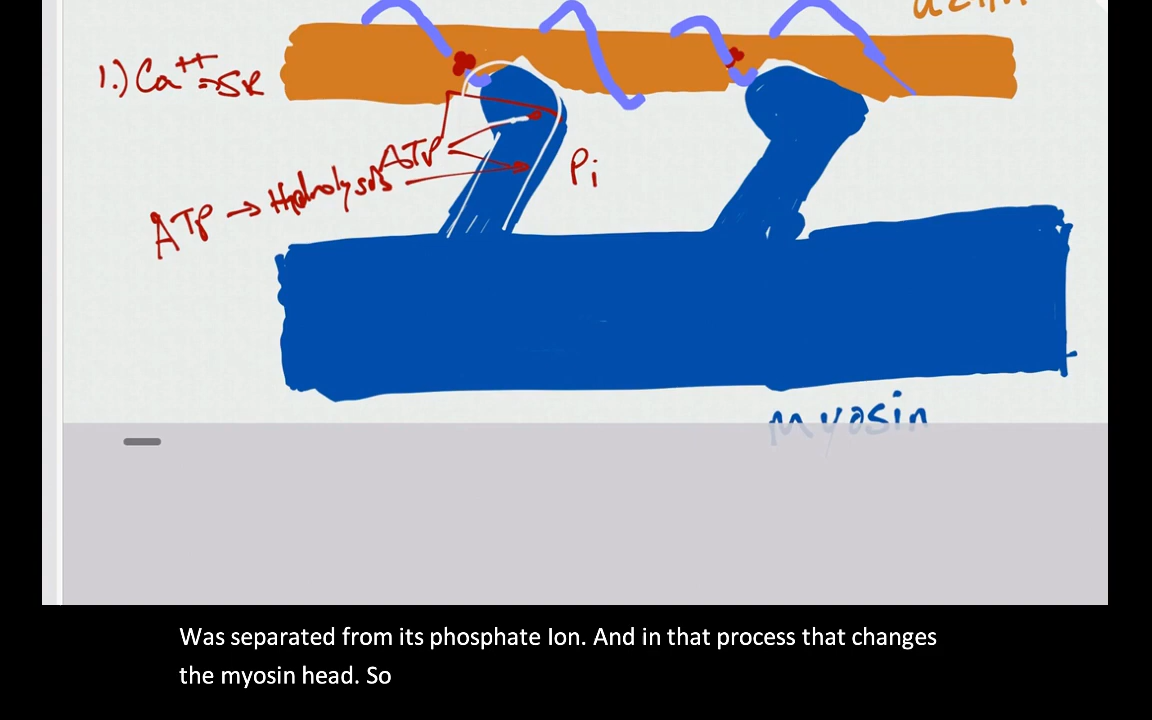 actin
1.) Ca++ → SR
ATP
ATP → Hydrolysis
Pi
myosin
Was separated from its phosphate Ion. And in that process that changes
the myosin head. So